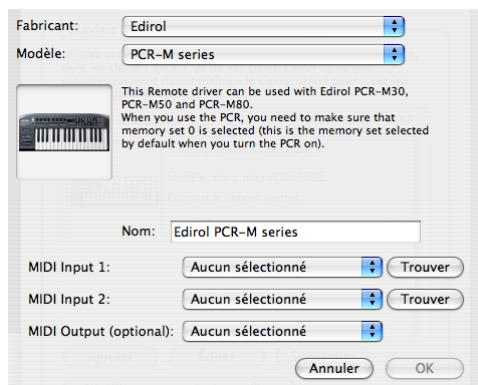 Fabricant: Edirol
Modèle: PCR-M series
This Remote driver can be used with Edirol PCR-M30,
PCR-M50 and PCR-M80.
When you use the PCR, you need to make sure that
memory set 0 is selected (this is the memory set selected
by default when you turn the PCR on).
Nom: Edirol PCR-M series
MIDI Input 1: Aucun sélectionné Trouver
MIDI Input 2: Aucun sélectionné Trouver
MIDI Output (optional): Aucun sélectionné
Annuler OK